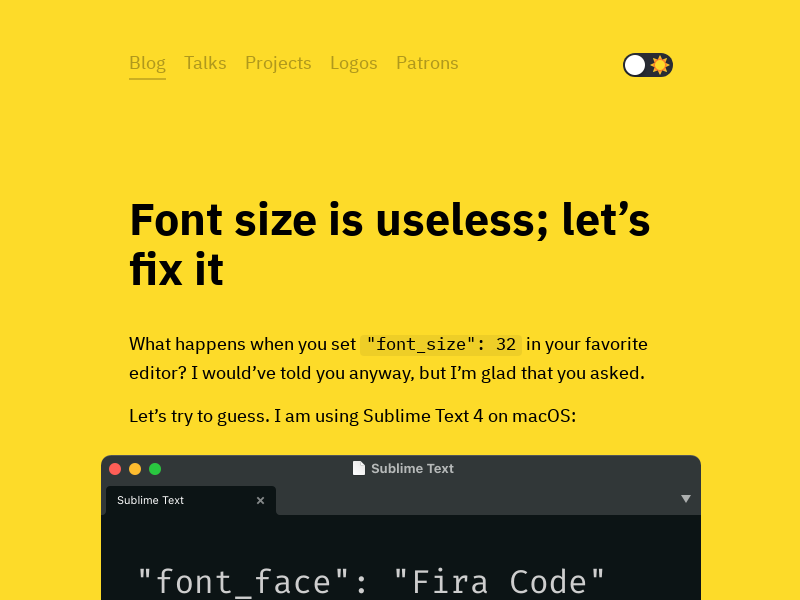 Blog Talks Projects Logos Patrons
Font size is useless; let’s
fix it
What happens when you set "font_size": 32 in your favorite
editor? I would’ve told you anyway, but I’m glad that you asked.
Let’s try to guess. I am using Sublime Text 4 on macOS:
Sublime Text
Sublime Text
"font_face": "Fira Code"